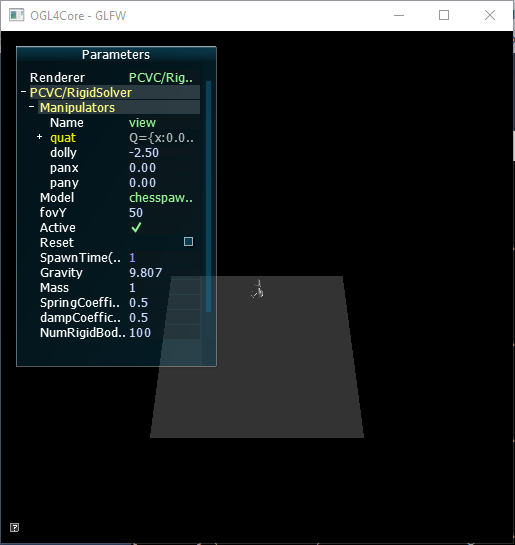 OGL4Core - GLFW
Parameters
Renderer PCVC/Rig..
PCVC/RigidSolver
Manipulators
Name view
quat Q={x:0.0..
dolly -2.50
panx 0.00
pany 0.00
Model chesspaw..
fovY 50
Active
Reset
SpawnTime(.. 1
Gravity 9.807
Mass 1
SpringCoeffi.. 0.5
dampCoeffic.. 0.5
NumRigidBod.. 100
?